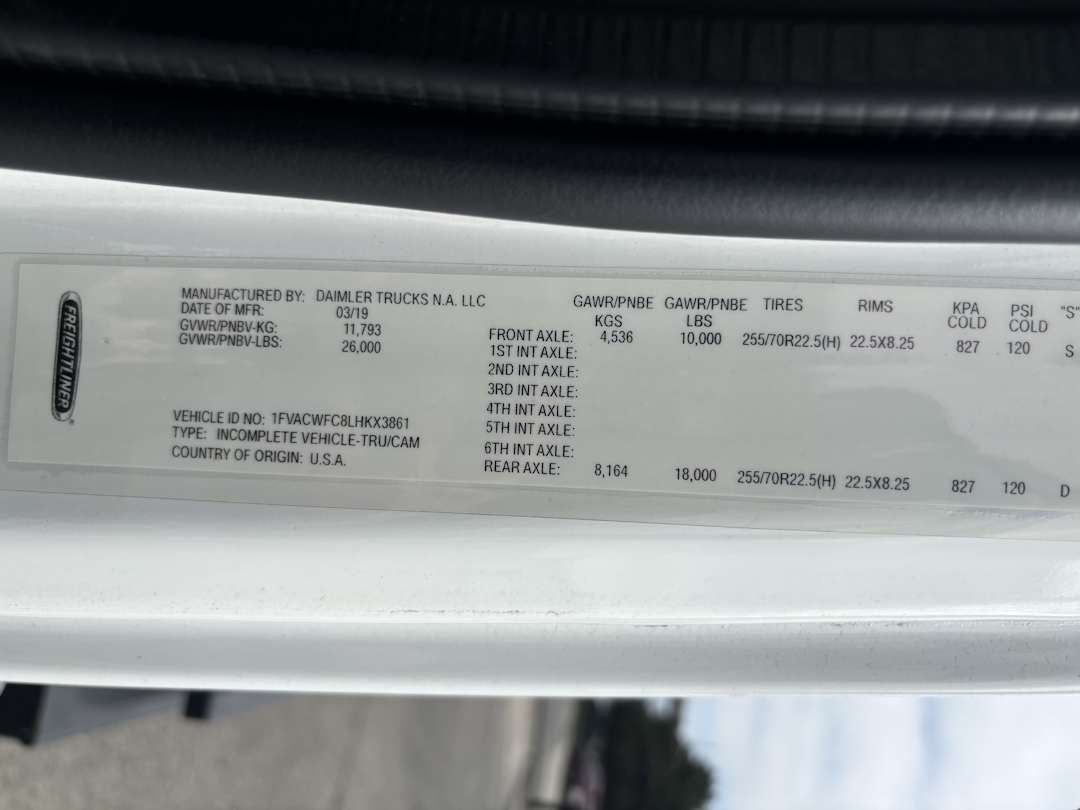 FREIGHTLINER®
MANUFACTURED BY: DAIMLER TRUCKS N.A. LLC
DATE OF MFR: 03/19
GVWR/PNBV-KG: 11,793
GVWR/PNBV-LBS: 26,000
VEHICLE ID NO: 1FVACWFC8LHKX3861
TYPE: INCOMPLETE VEHICLE-TRU/CAM
COUNTRY OF ORIGIN: U.S.A.
GAWR/PNBE GAWR/PNBE TIRES RIMS KPA PSI "S"
KGS LBS COLD COLD
FRONT AXLE: 4,536 10,000 255/70R22.5(H) 22.5X8.25 827 120 S
1ST INT AXLE:
2ND INT AXLE:
3RD INT AXLE:
4TH INT AXLE:
5TH INT AXLE:
6TH INT AXLE:
REAR AXLE: 8,164 18,000 255/70R22.5(H) 22.5X8.25 827 120 D